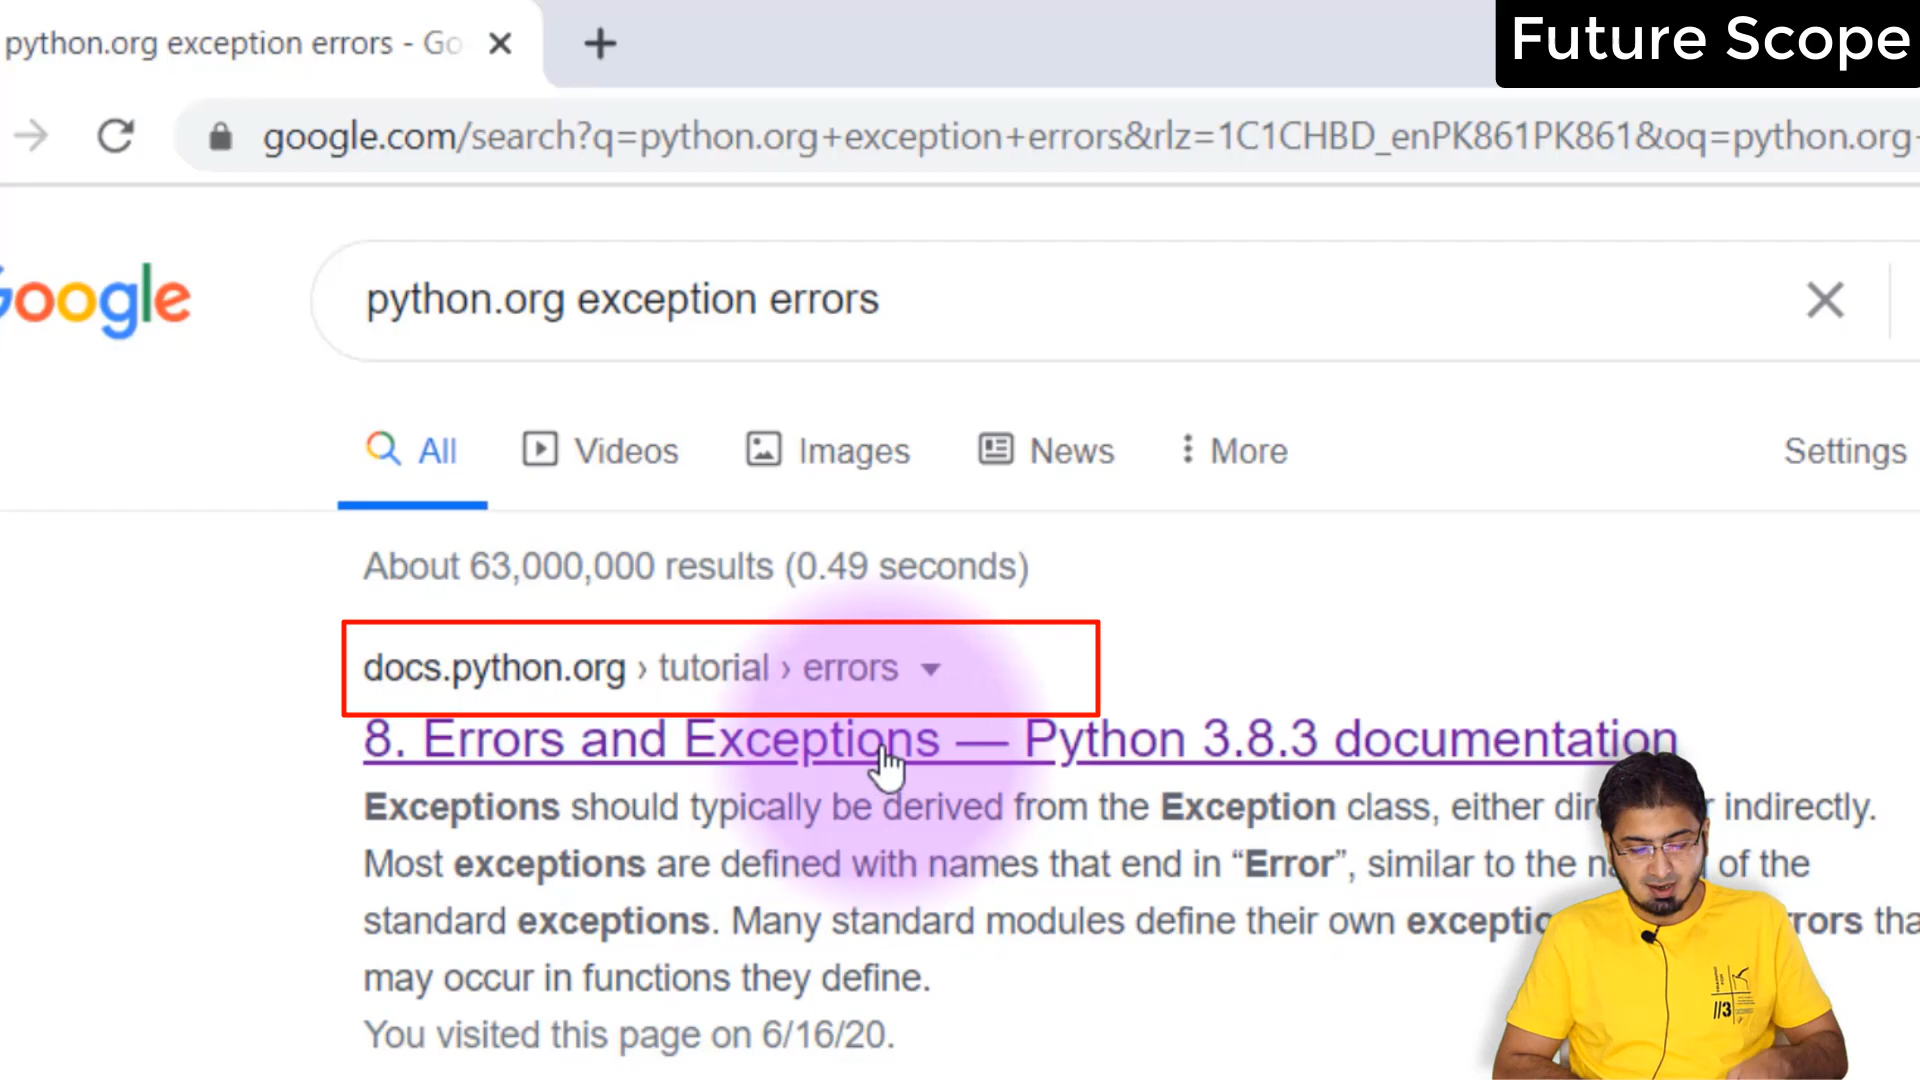 python.org exception errors - Go
Future Scope
google.com/search?q=python.org+exception+errors&rlz=1C1CHBD_enPK861PK861&oq=python.org
Google
python.org exception errors
All Videos Images News More Settings
About 63,000,000 results (0.49 seconds)
docs.python.org › tutorial › errors
8. Errors and Exceptions — Python 3.8.3 documentation
Exceptions should typically be derived from the Exception class, either indirectly.
Most exceptions are defined with names that end in “Error”, similar to the of the
standard exceptions. Many standard modules define their own
may occur in functions they define.
You visited this page on 6/16/20.
//3